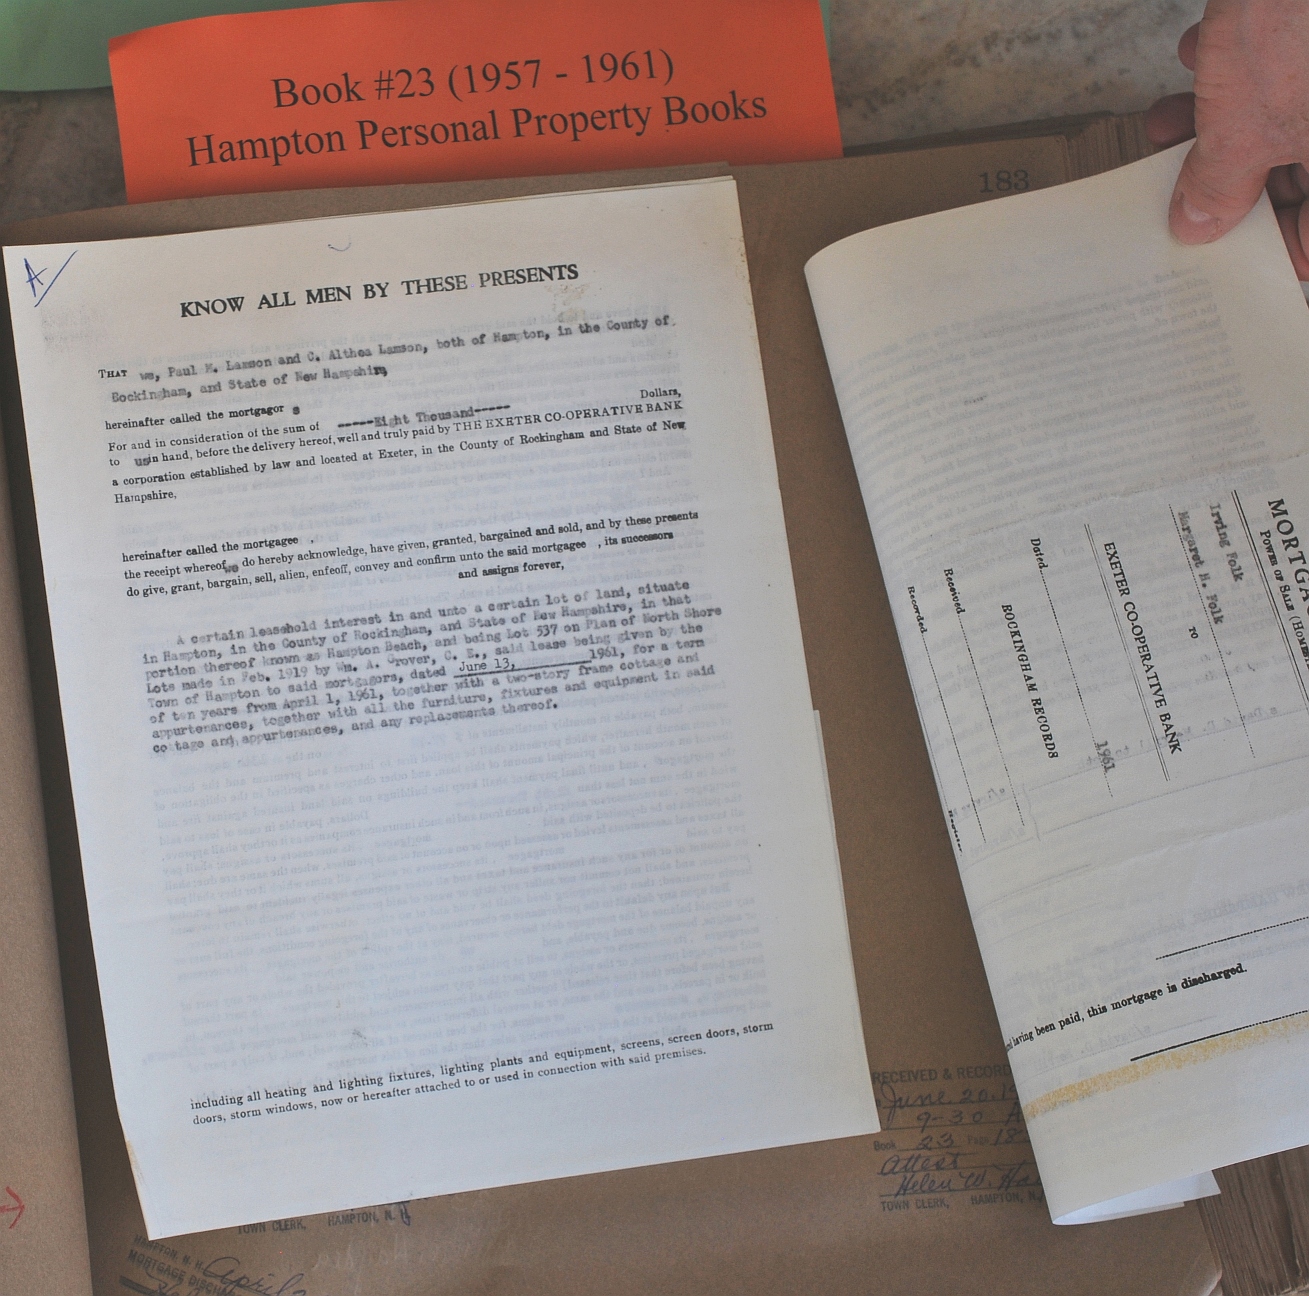 Book #23 (1957 - 1961)
Hampton Personal Property Books
183
A/
KNOW ALL MEN BY THESE PRESENTS
THAT we, Paul M. Lamson and C. Althea Lamson, both of Hampton, in the County of
Rockingham, and State of New Hampshire,
hereinafter called the mortgagor s
For and in consideration of the sum of -----Eight Thousand----- Dollars,
to us in hand, before the delivery hereof, well and truly paid by THE EXETER CO-OPERATIVE BANK
a corporation established by law and located at Exeter, in the County of Rockingham and State of New
Hampshire,
hereinafter called the mortgagee ,
the receipt whereof we do hereby acknowledge, have given, granted, bargained and sold, and by these presents
do give, grant, bargain, sell, alien, enfeoff, convey and confirm unto the said mortgagee , its successors
and assigns forever,
A certain leasehold interest in and unto a certain lot of land, situate
in Hampton, in the County of Rockingham, and State of New Hampshire, in that
portion thereof known as Hampton Beach, and being Lot 537 on Plan of North Shore
Lots made in Feb. 1919 by Wm. A. Grover, C. E., said lease being given by the
Town of Hampton to said mortgagors, dated June 13, 1961, for a term
of ten years from April 1, 1961, together with a two-story frame cottage and
appurtenances, together with all the furniture, fixtures and equipment in said
co tage and appurtenances, and any replacements thereof.
including all heating and lighting fixtures, lighting plants and equipment, screens, screen doors, storm
doors, storm windows, now or hereafter attached to or used in connection with said premises.
MORTGA
POWER OF SALE (HOME
Irving Folk
Margaret H. Folk
TO
EXETER CO-OPERATIVE BANK
Dated 1961
ROCKINGHAM RECORDS
Received
Recorded
having been paid, this mortgage is discharged.
RECEIVED & RECORD
June 20, 19
9-30 A
Book 23 Page 18
Attest
Helen W. Ha
TOWN CLERK, HAMPTON, N.
TOWN CLERK, HAMPTON, N.
HAMPTON, N. H. April
MORTGAGE DISCH